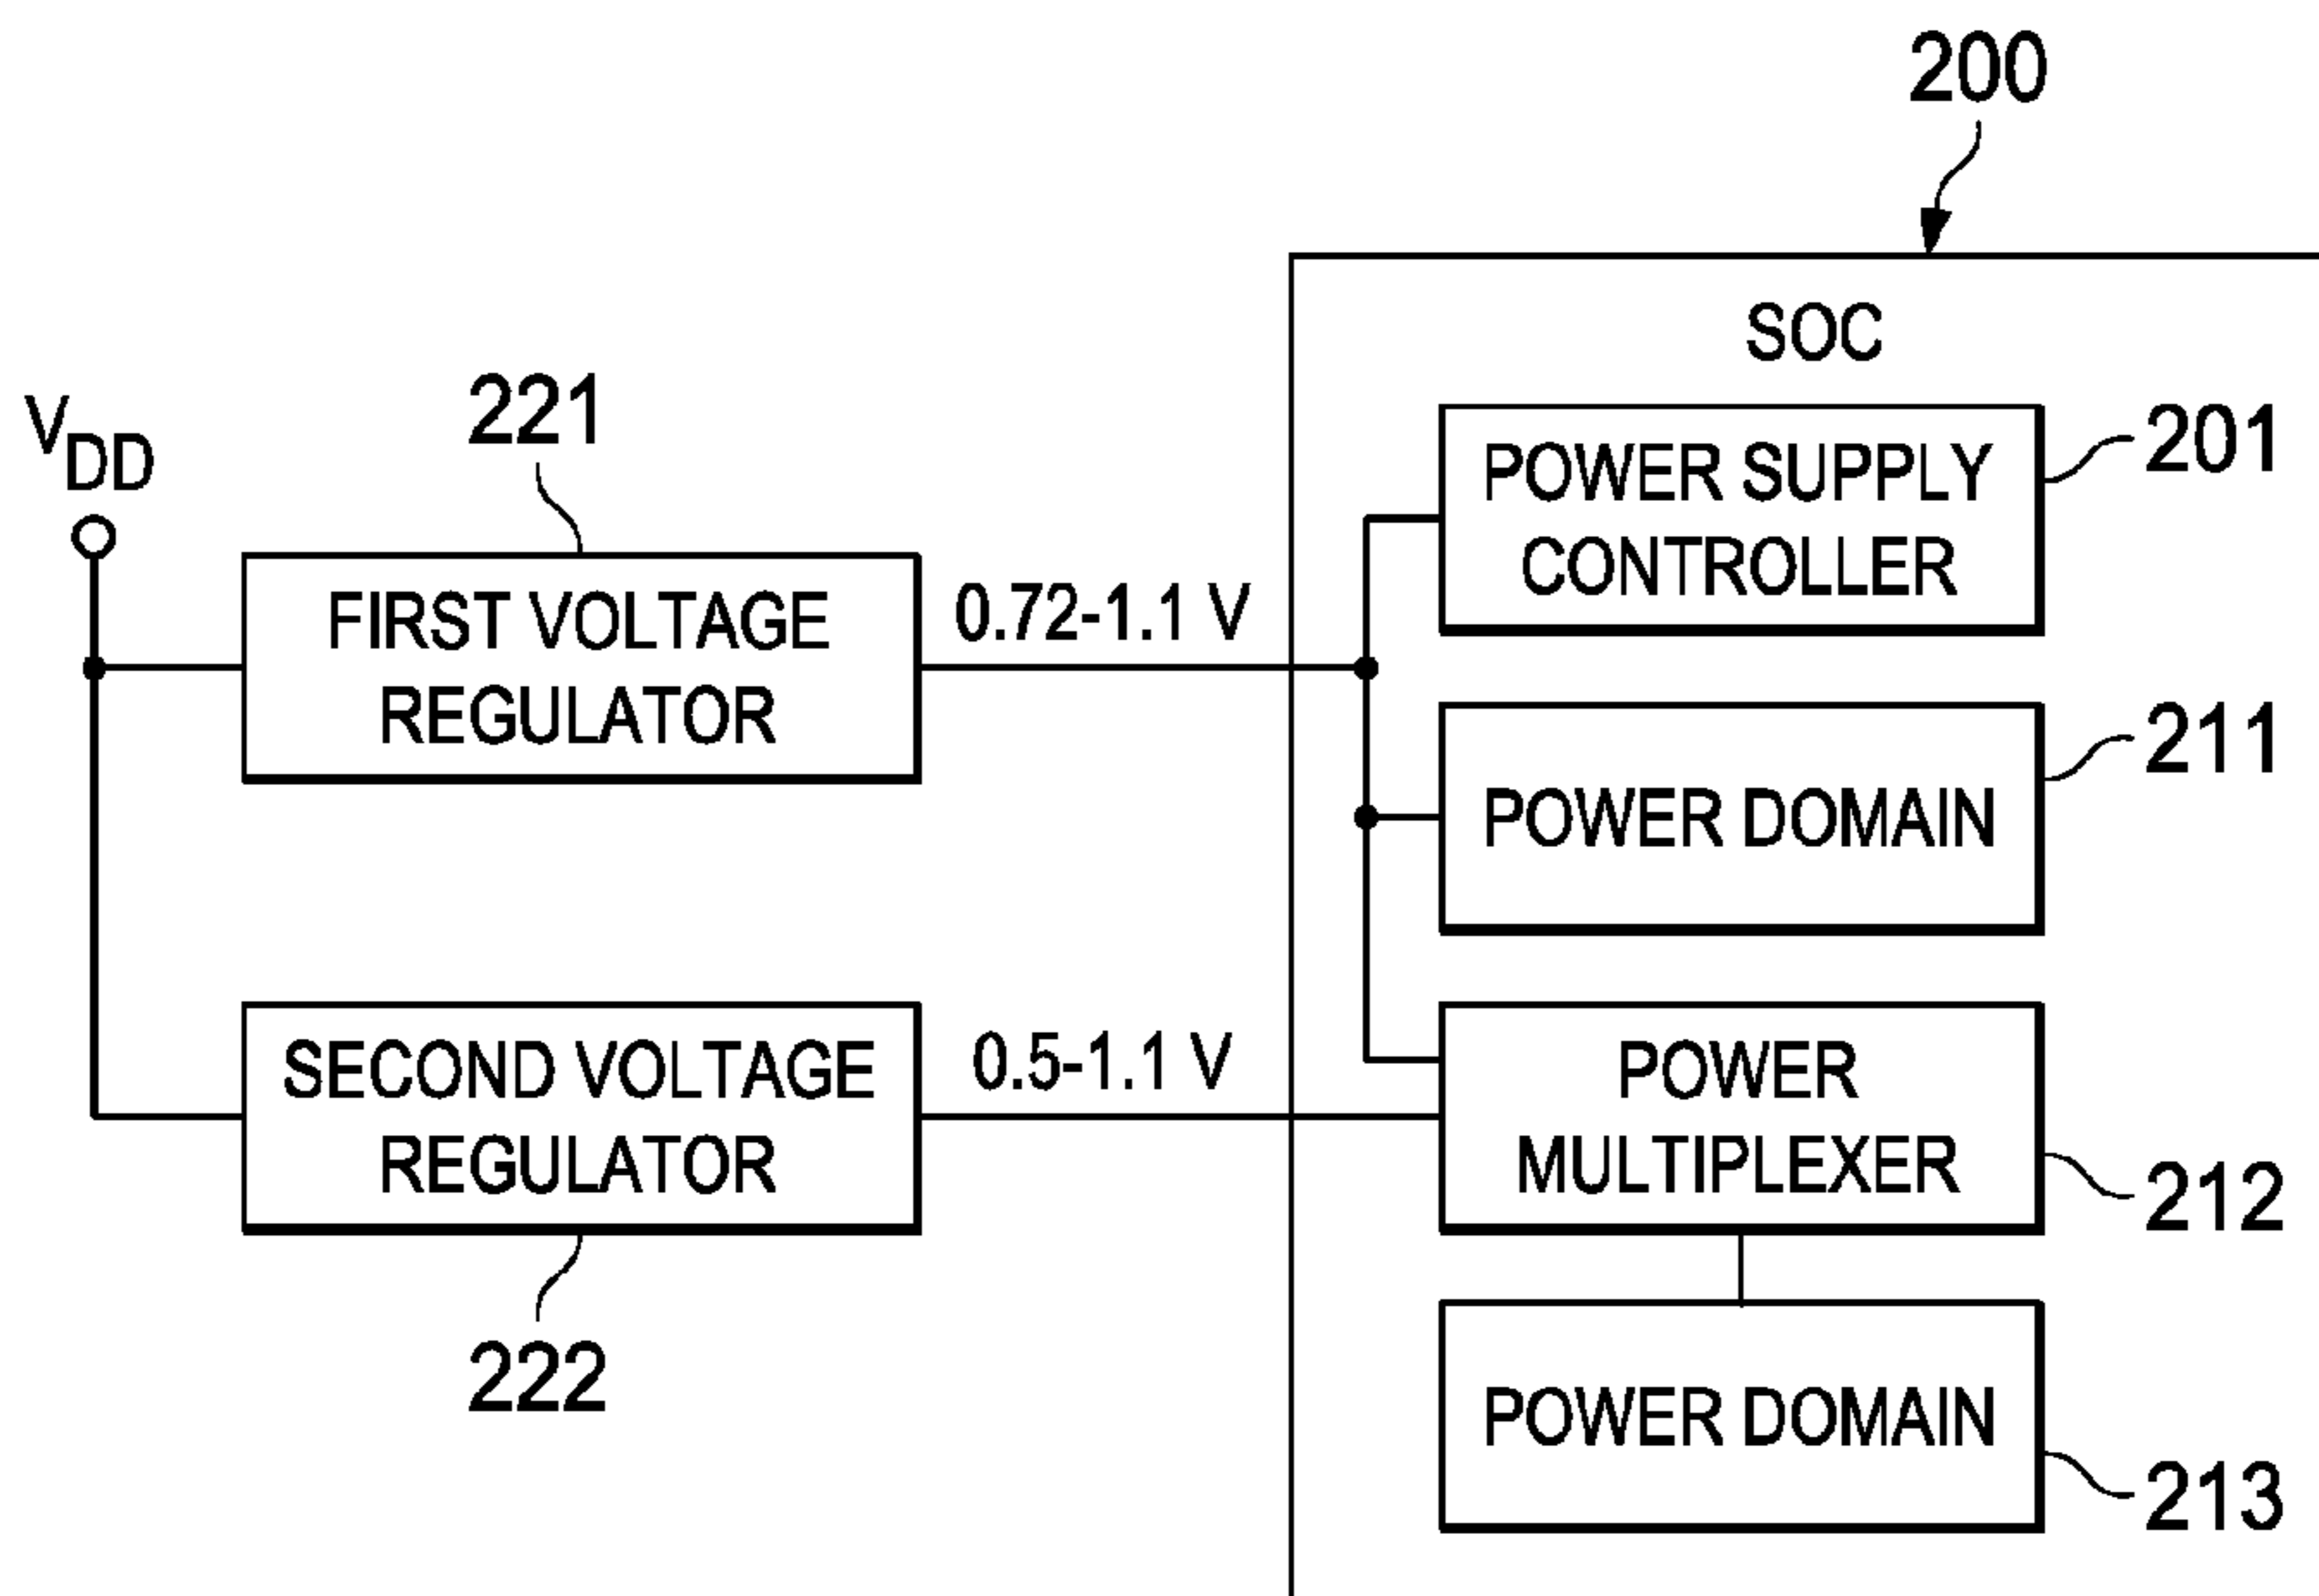 200
SOC
V DD
221
FIRST VOLTAGE
REGULATOR
0.72-1.1 V
POWER SUPPLY
CONTROLLER
201
POWER DOMAIN
211
SECOND VOLTAGE
REGULATOR
222
0.5-1.1 V
POWER
MULTIPLEXER
212
POWER DOMAIN
213